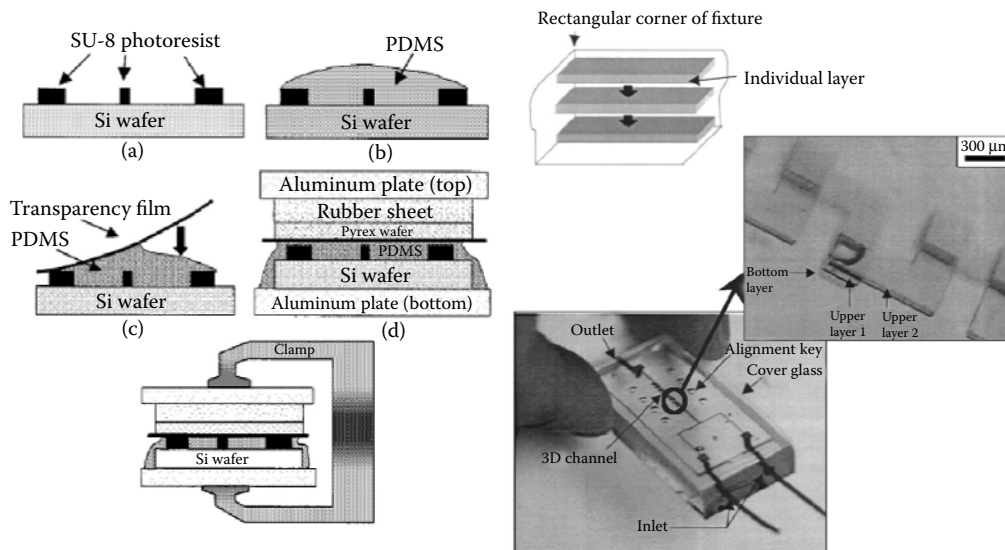 SU-8 photoresist
Si wafer
(a)
PDMS
Si wafer
(b)
Transparency film
PDMS
Si wafer
(c)
Aluminum plate (top)
Rubber sheet
Pyrex wafer
PDMS
Si wafer
Aluminum plate (bottom)
(d)
Clamp
Si wafer
Rectangular corner of fixture
Individual layer
300 μm
Bottom
layer
Upper
layer 1
Upper
layer 2
Outlet
Alignment key
Cover glass
3D channel
Inlet